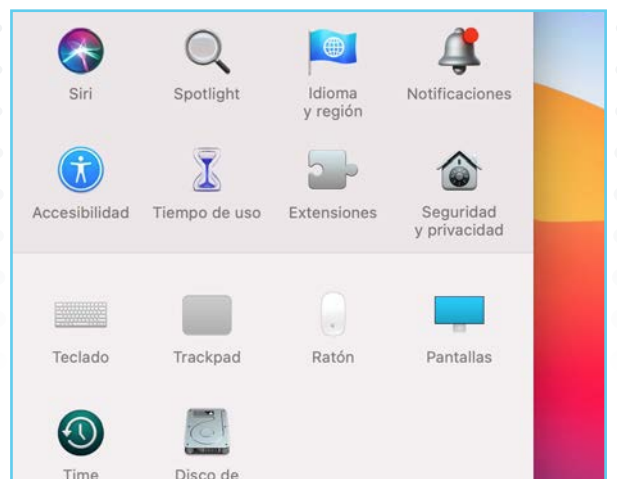 Siri Spotlight Idioma y región Notificaciones
Accesibilidad Tiempo de uso Extensiones Seguridad y privacidad
Teclado Trackpad Ratón Pantallas
Time Disco de